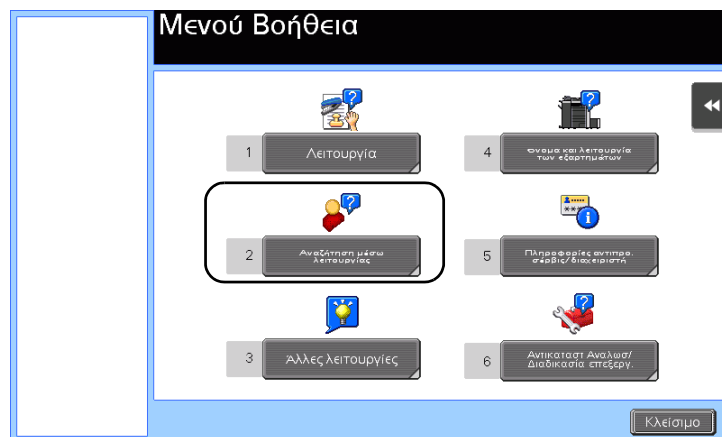 Μενού Βοήθεια
1 Λειτουργία
2 Αναζήτηση μέσω
λειτουργίας
3 Άλλες λειτουργίες
4 Όνομα και λειτουργία
των εξαρτημάτων
5 Πληροφορίες αντιπρο.
σέρβις/διαχειριστή
6 Αντικαταστ Αναλωσ/
Διαδικασία επεξεργ.
Κλείσιμο